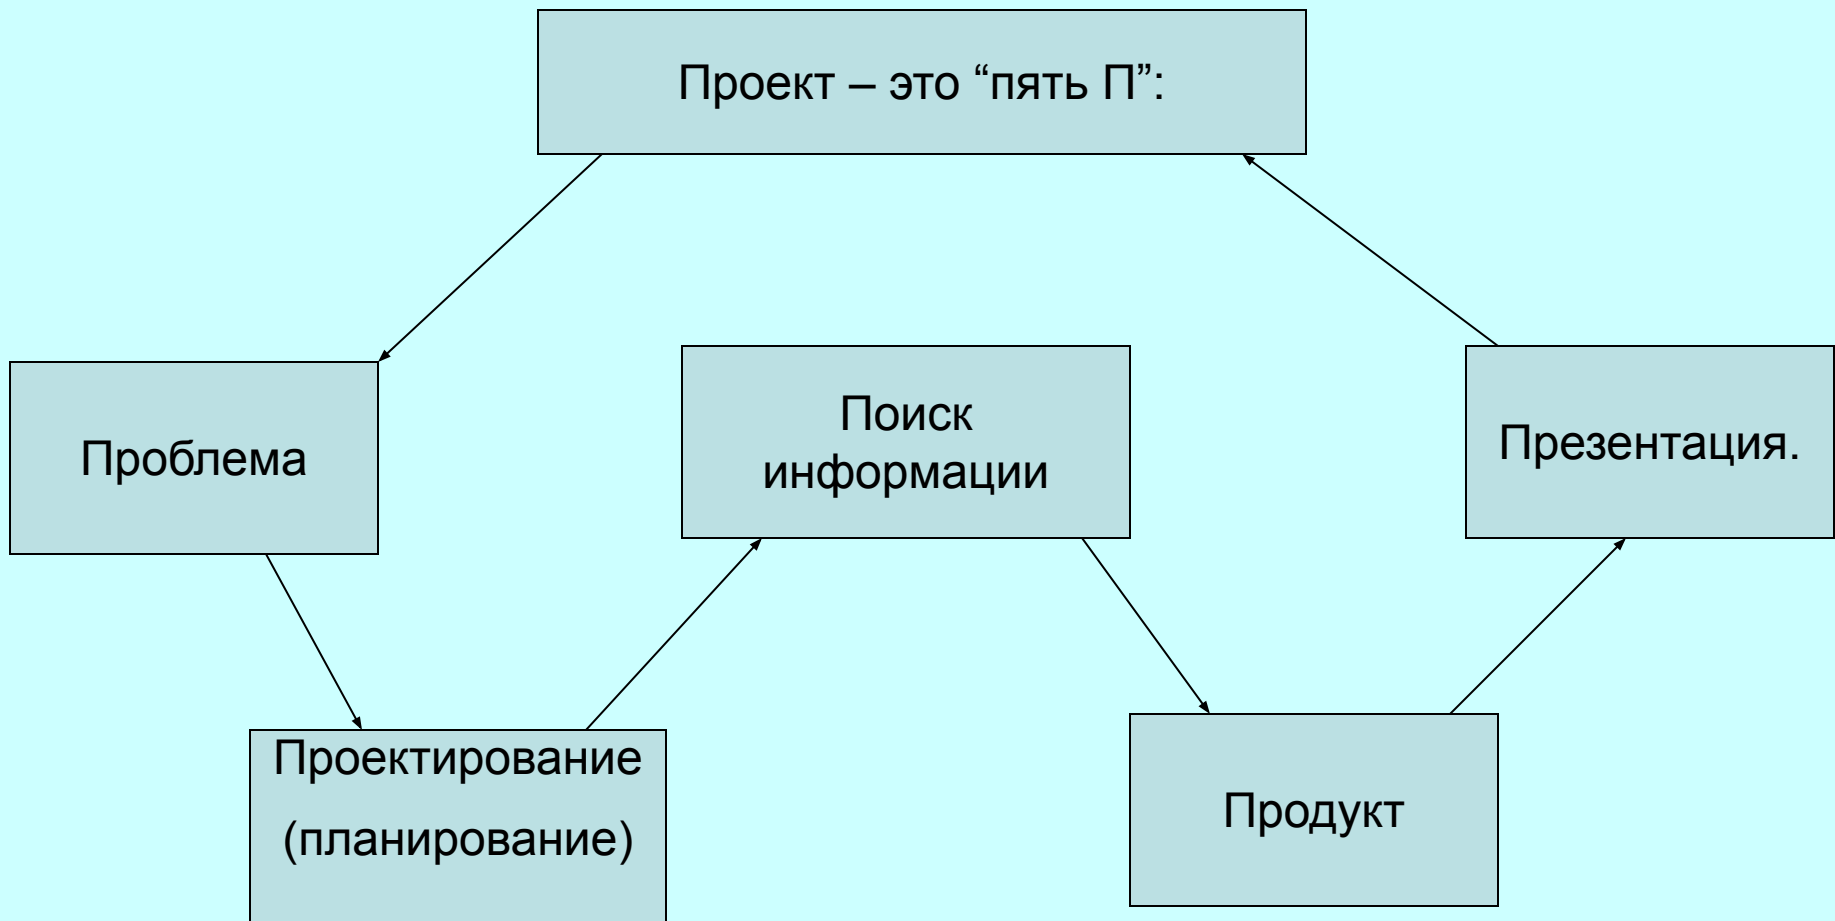 Проект – это “пять П”:
Проблема
Проектирование
(планирование)
Поиск
информации
Продукт
Презентация.